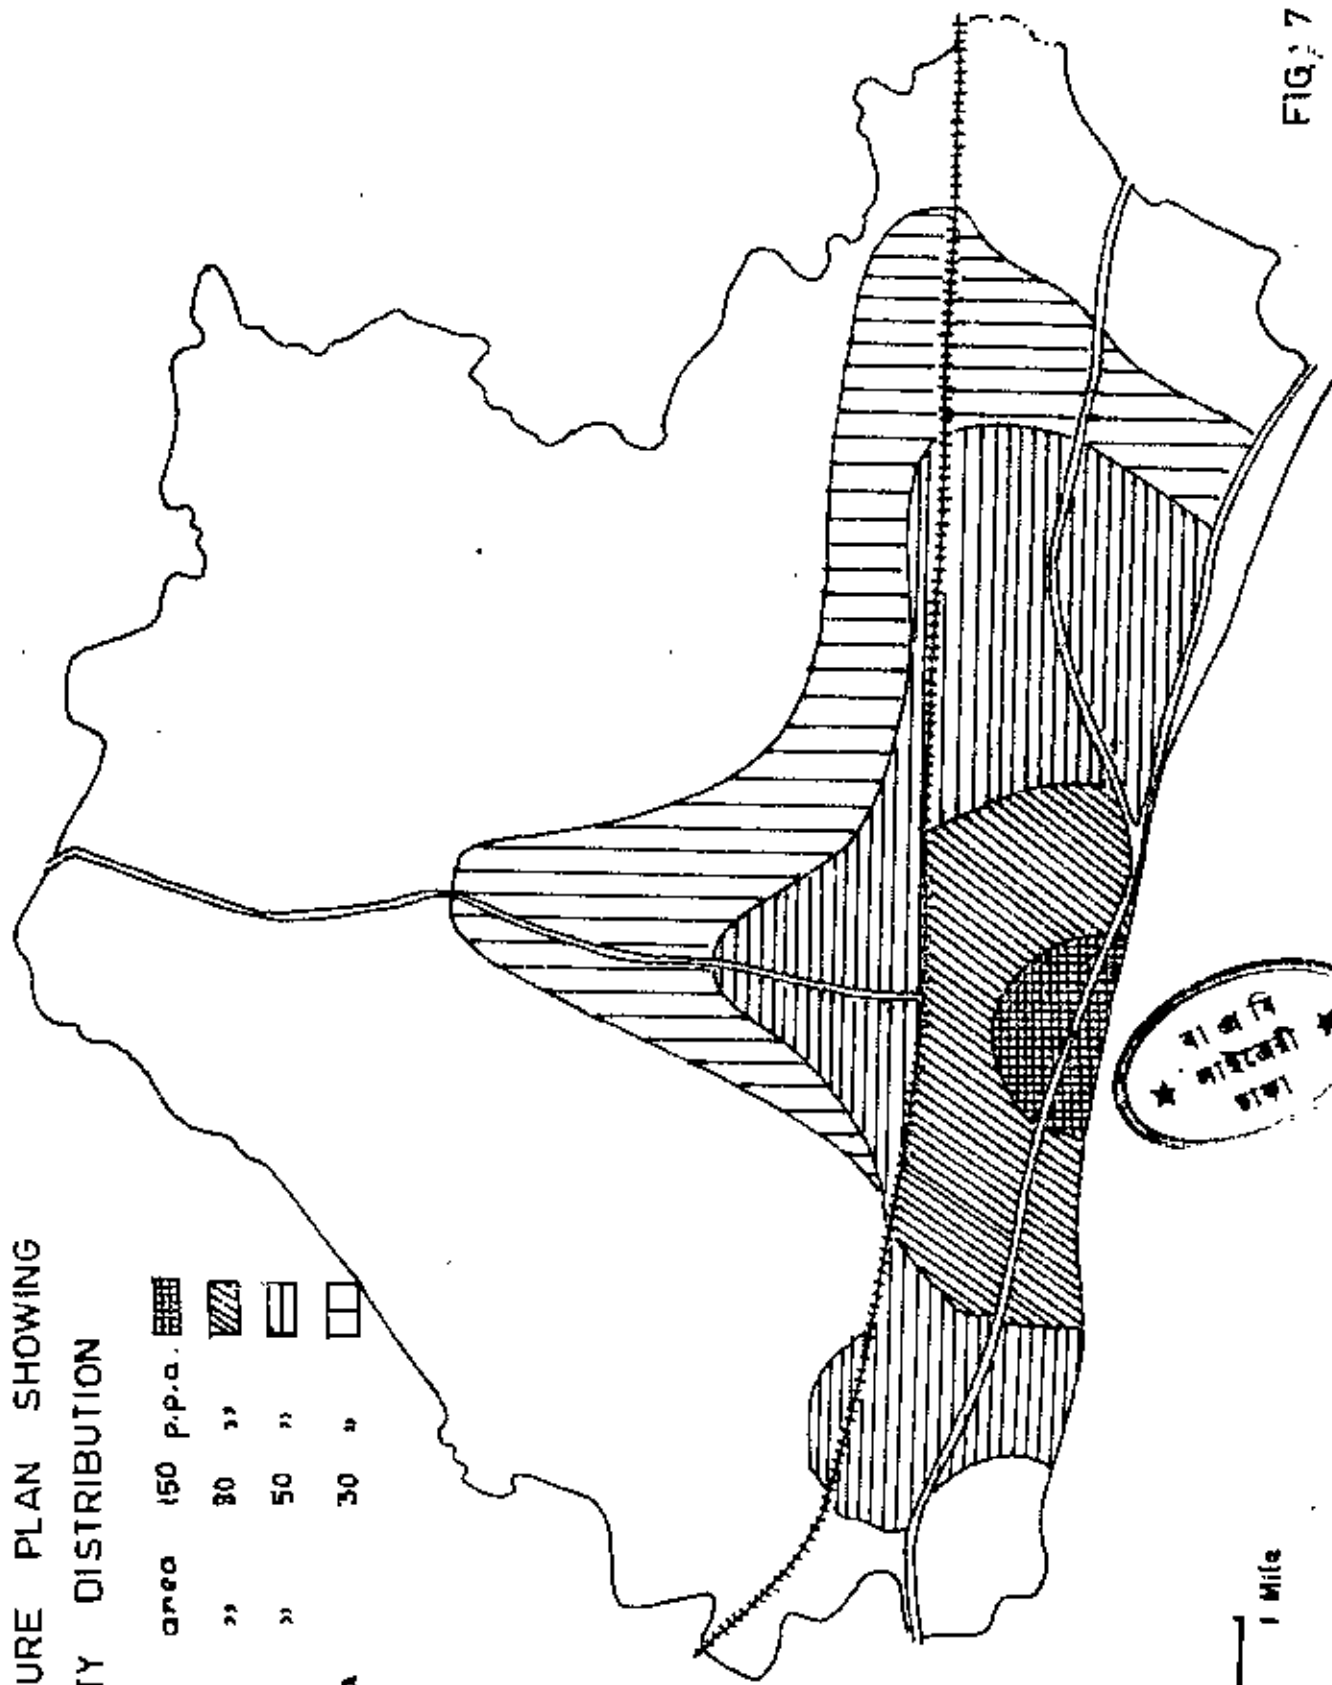 URE PLAN SHOWING
TY DISTRIBUTION
area 150 p.p.a.
" 80 "
" 50 "
30 "
1 Mile
FIG: 7